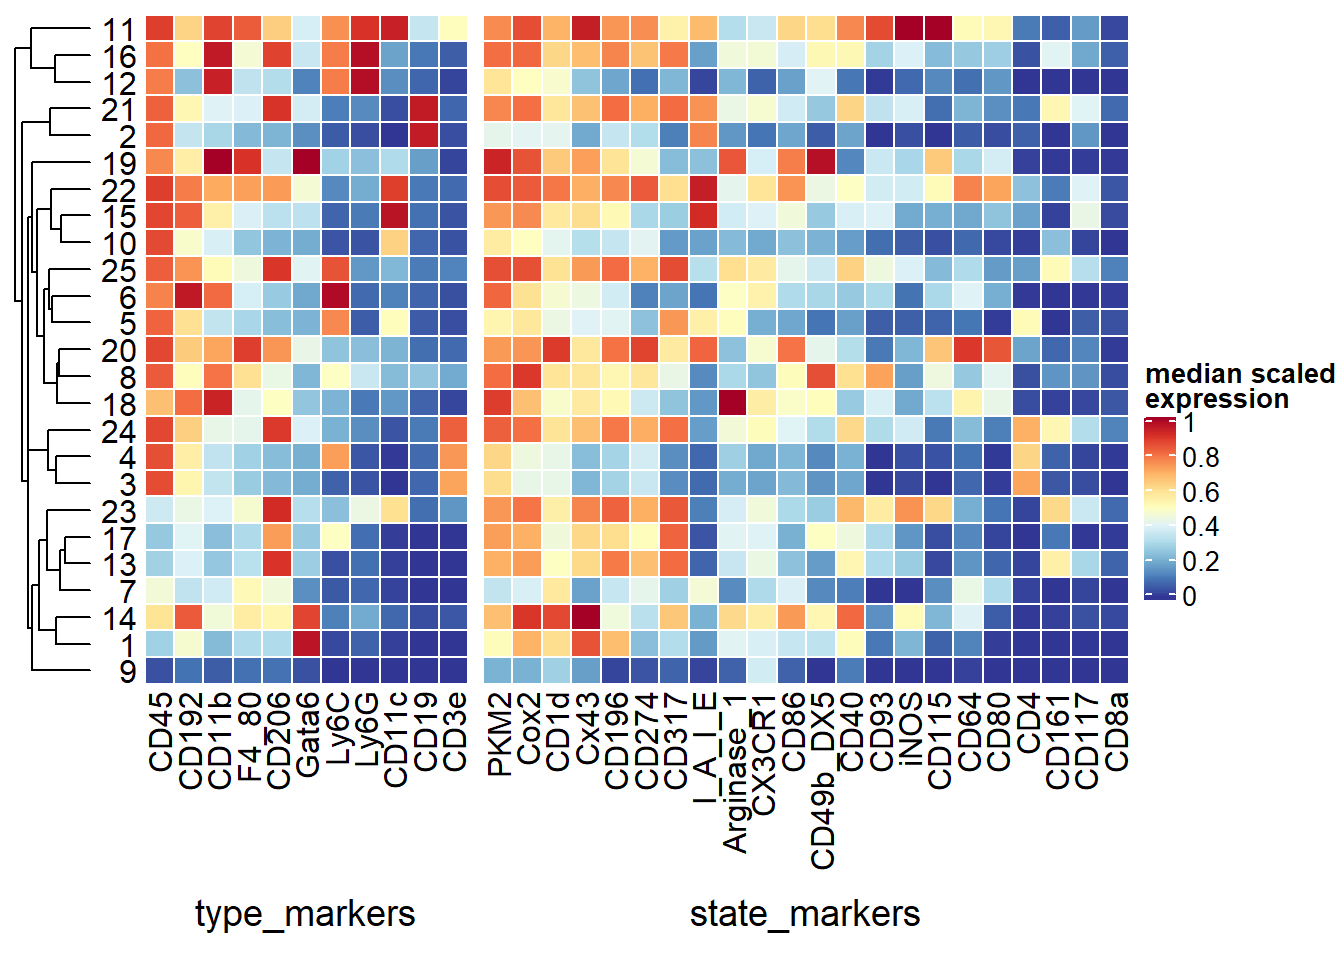 11
16
12
21
2
19
22
15
10
25
6
5
20
8
18
24
4
3
23
17
13
7
14
1
9
CD45
CD192
CD11b
F4_80
CD206
Gata6
Ly6C
Ly6G
CD11c
CD19
CD3e
PKM2
Cox2
CD1d
Cx43
CD196
CD274
CD317
I_A_I_E
Arginase_1
CX3CR1
CD86
CD49b_DX5
CD40
CD93
iNOS
CD115
CD64
CD80
CD4
CD161
CD117
CD8a
type_markers
state_markers
median scaled
expression
1
0.8
0.6
0.4
0.2
0